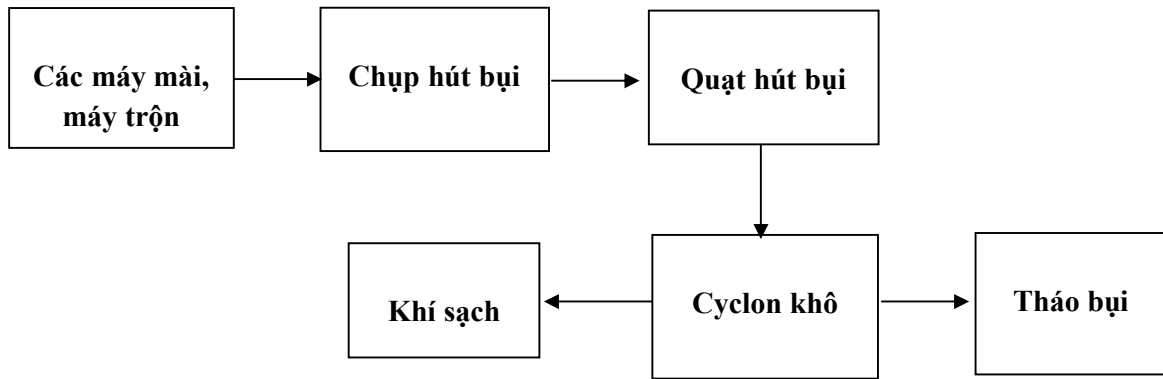 Các máy mài,
máy trộn
Chụp hút bụi
Quạt hút bụi
Khí sạch
Cyclon khô
Tháo bụi